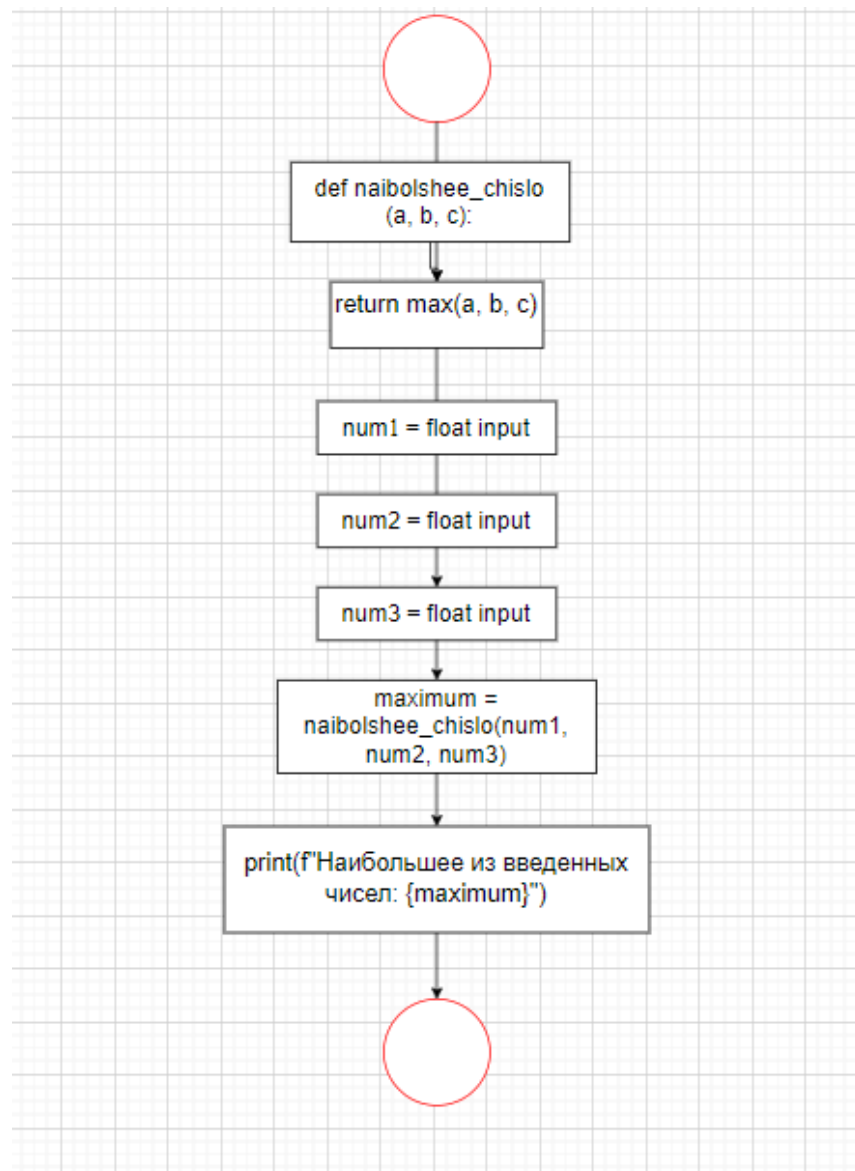 def naibolshee_chislo
(a, b, c):
return max(a, b, c)
num1 = float input
num2 = float input
num3 = float input
maximum =
naibolshee_chislo(num1,
num2, num3)
print(f"Наибольшее из введенных
чисел: {maximum}")